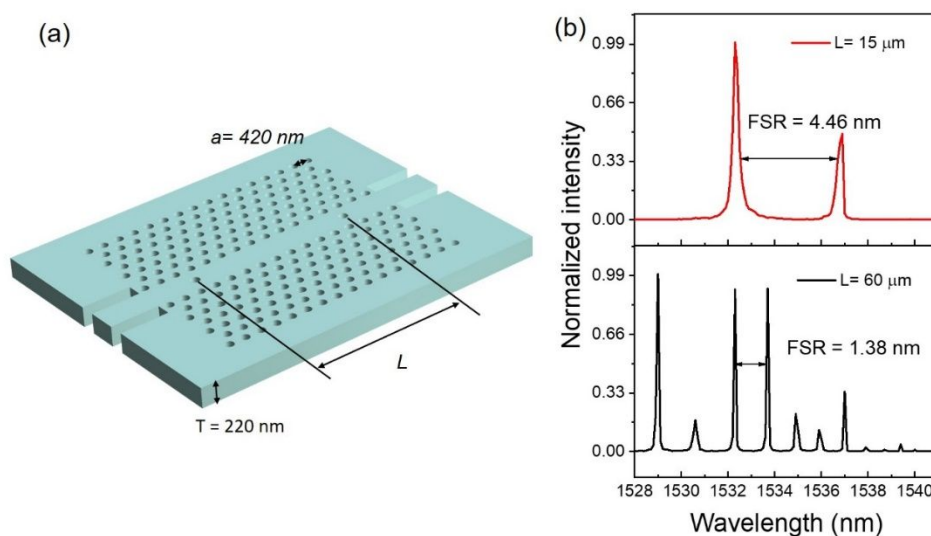 (a)
a= 420 nm
L
T = 220 nm
(b)
Normalized intensity
0.99
0.66
0.33
0.00
L= 15 μm
FSR = 4.46 nm
0.99
0.66
0.33
0.00
L= 60 μm
FSR = 1.38 nm
1528 1530 1532 1534 1536 1538 1540
Wavelength (nm)